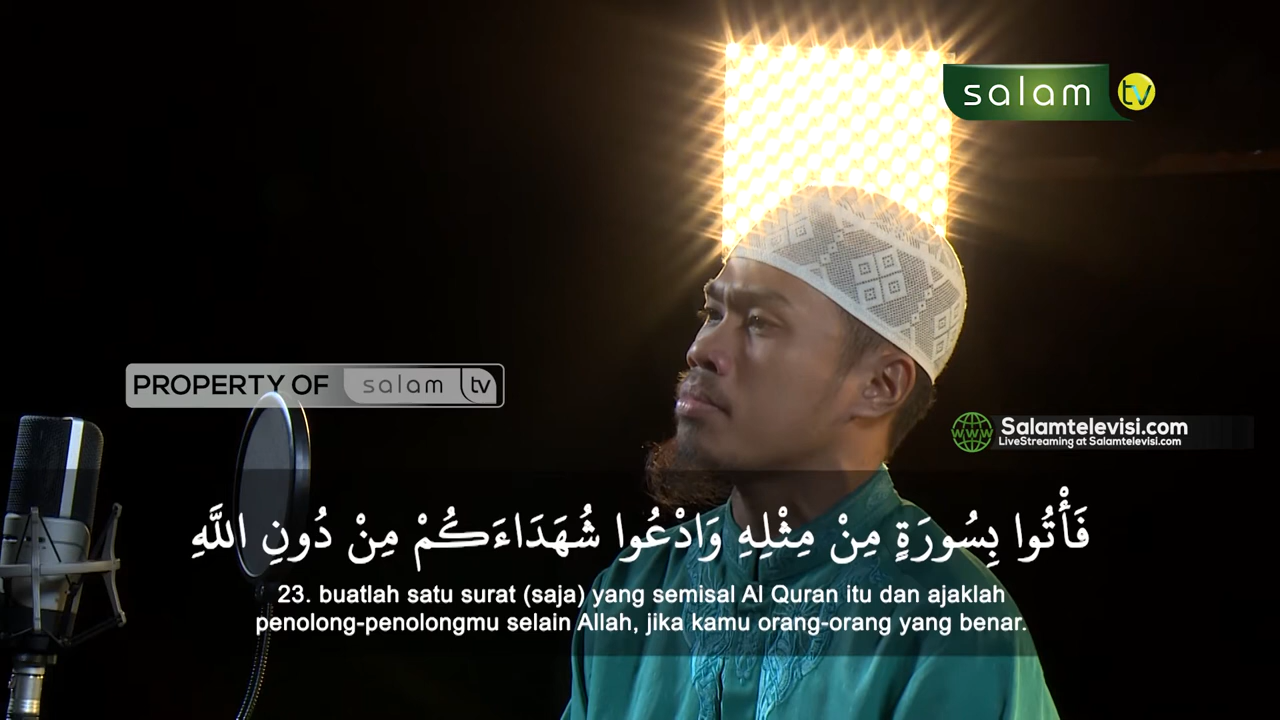 salam tv
PROPERTY OF salam tv
www Salamtelevisi.com
LiveStreaming at Salamtelevisi.com
فَأْتُوا بِسُورَةٍ مِنْ مِثْلِهِ وَادْعُوا شُهَدَاءَكُمْ مِنْ دُونِ اللَّهِ
23. buatlah satu surat (saja) yang semisal Al Quran itu dan ajaklah
penolong-penolongmu selain Allah, jika kamu orang-orang yang benar.